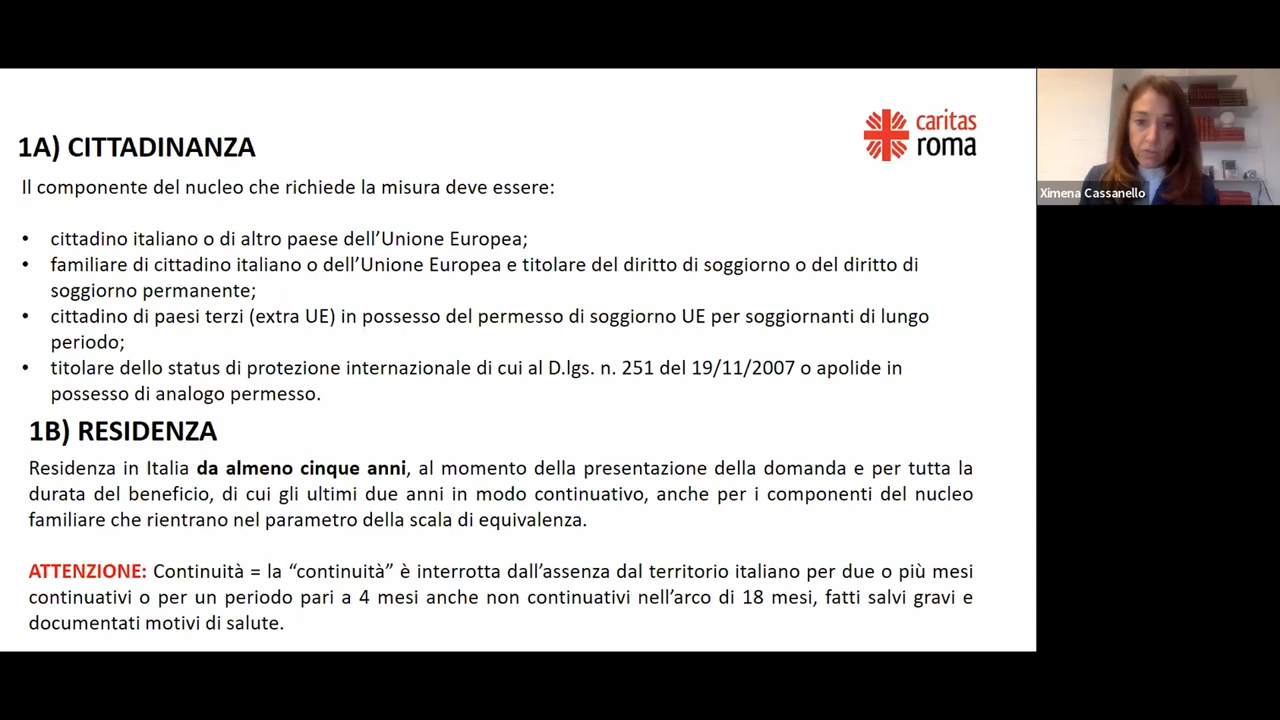 caritas
roma
1A) CITTADINANZA
Il componente del nucleo che richiede la misura deve essere:
• cittadino italiano o di altro paese dell’Unione Europea;
• familiare di cittadino italiano o dell’Unione Europea e titolare del diritto di soggiorno o del diritto di
soggiorno permanente;
• cittadino di paesi terzi (extra UE) in possesso del permesso di soggiorno UE per soggiornanti di lungo
periodo;
• titolare dello status di protezione internazionale di cui al D.lgs. n. 251 del 19/11/2007 o apolide in
possesso di analogo permesso.
1B) RESIDENZA
Residenza in Italia da almeno cinque anni, al momento della presentazione della domanda e per tutta la
durata del beneficio, di cui gli ultimi due anni in modo continuativo, anche per i componenti del nucleo
familiare che rientrano nel parametro della scala di equivalenza.
ATTENZIONE: Continuità = la “continuità” è interrotta dall’assenza dal territorio italiano per due o più mesi
continuativi o per un periodo pari a 4 mesi anche non continuativi nell’arco di 18 mesi, fatti salvi gravi e
documentati motivi di salute.
Ximena Cassanello